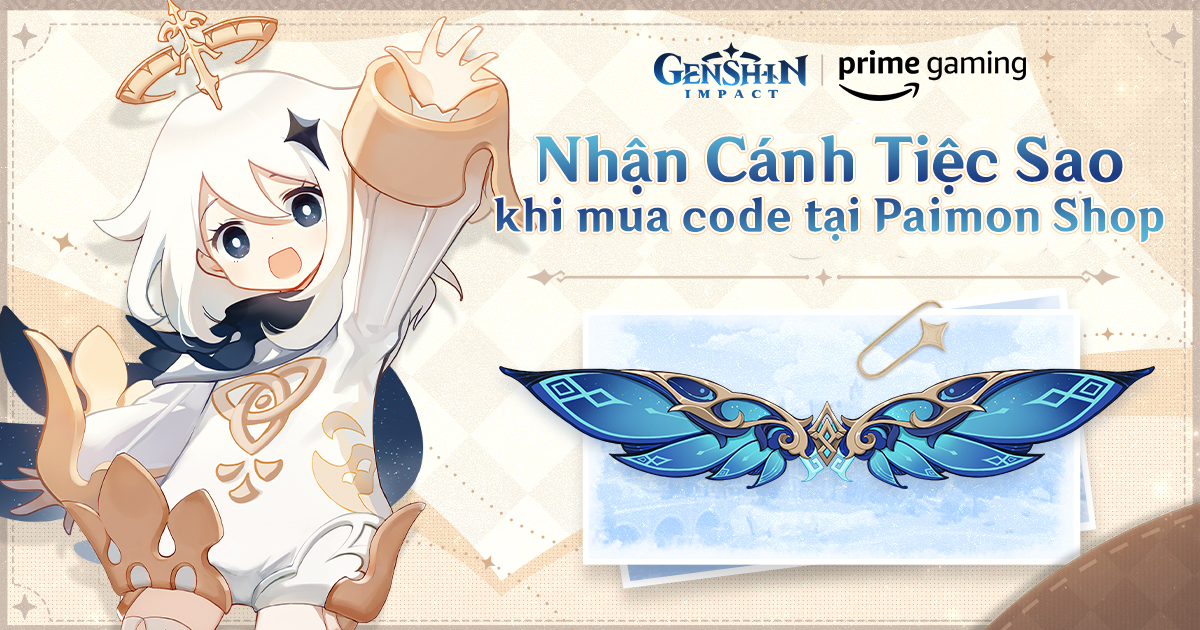 GENSHIN
IMPACT
prime gaming
Nhận Cánh Tiệc Sao
khi mua code tại Paimon Shop